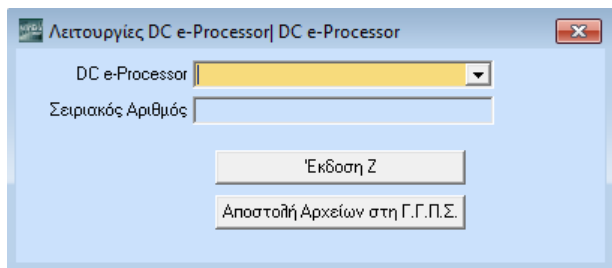 Λειτουργίες DC e-Processor| DC e-Processor
DC e-Processor
Σειριακός Αριθμός
Έκδοση Ζ
Αποστολή Αρχείων στη Γ.Γ.Π.Σ.